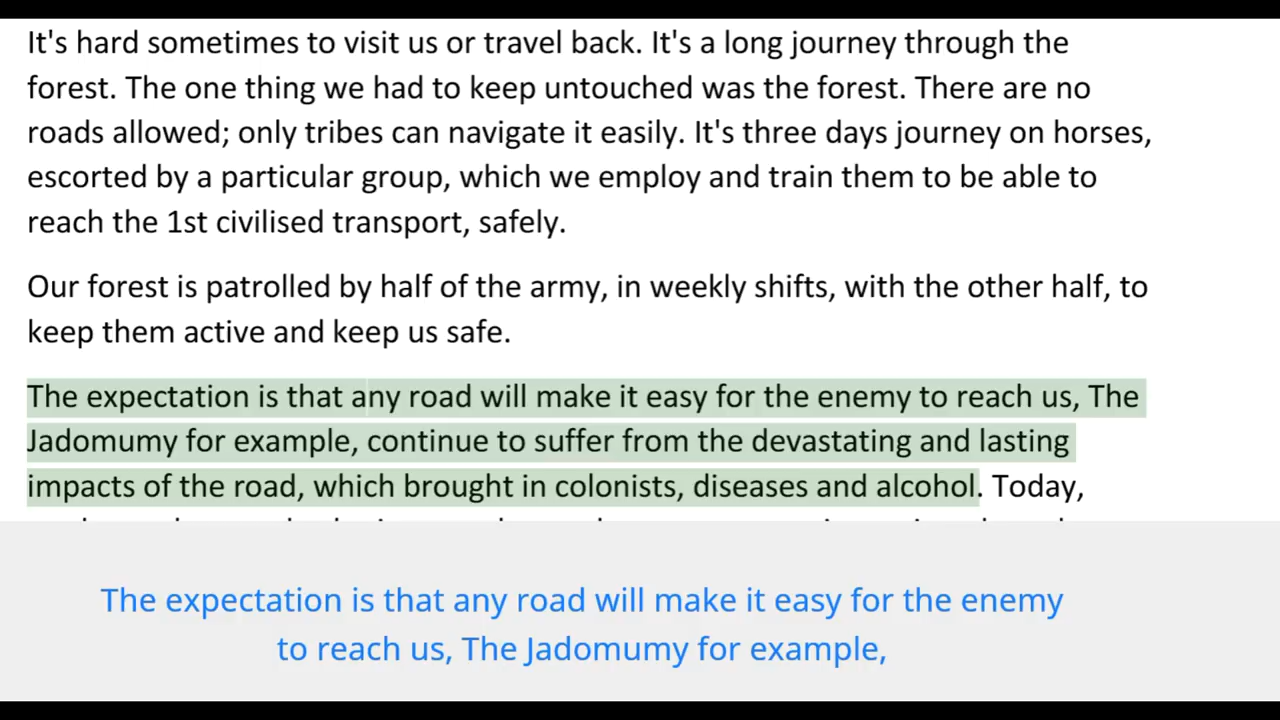 It's hard sometimes to visit us or travel back. It's a long journey through the
forest. The one thing we had to keep untouched was the forest. There are no
roads allowed; only tribes can navigate it easily. It's three days journey on horses,
escorted by a particular group, which we employ and train them to be able to
reach the 1st civilised transport, safely.
Our forest is patrolled by half of the army, in weekly shifts, with the other half, to
keep them active and keep us safe.
The expectation is that any road will make it easy for the enemy to reach us, The
Jadomumy for example, continue to suffer from the devastating and lasting
impacts of the road, which brought in colonists, diseases and alcohol. Today,
The expectation is that any road will make it easy for the enemy
to reach us, The Jadomumy for example,